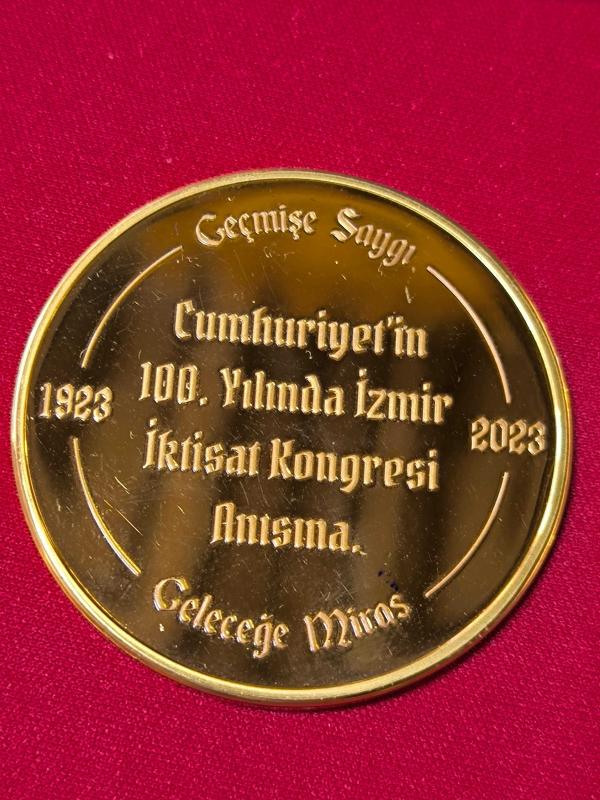 Geçmişe Saygı
Cumhuriyet'in
100. Yılında İzmir
1923
2023
İktisat Kongresi
Anısına.
Geleceğe Miras